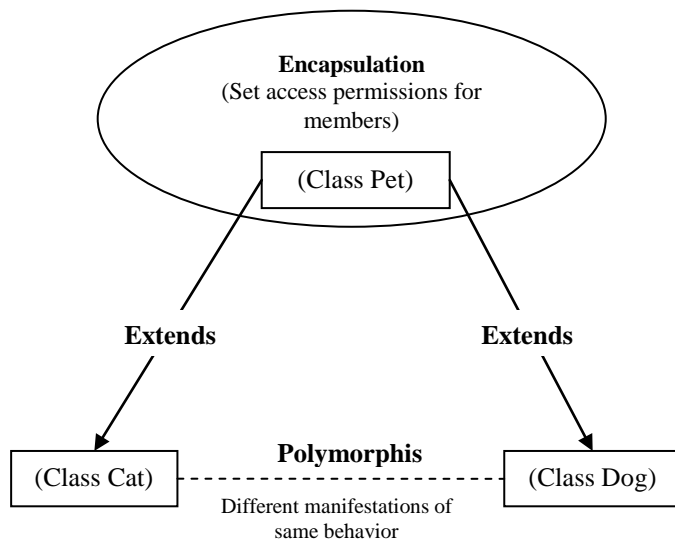 Encapsulation
(Set access permissions for
members)
(Class Pet)
Extends
Extends
(Class Cat)
Polymorphis
(Class Dog)
Different manifestations of
same behavior